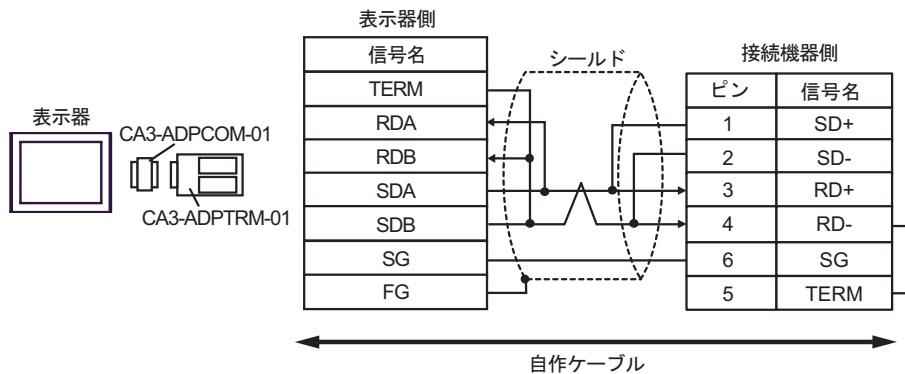 表示器
CA3-ADPCOM-01
CA3-ADPTRM-01
表示器側
信号名
TERM
RDA
RDB
SDA
SDB
SG
FG
シールド
接続機器側
ピン 信号名
1 SD+
2 SD-
3 RD+
4 RD-
6 SG
5 TERM
自作ケーブル